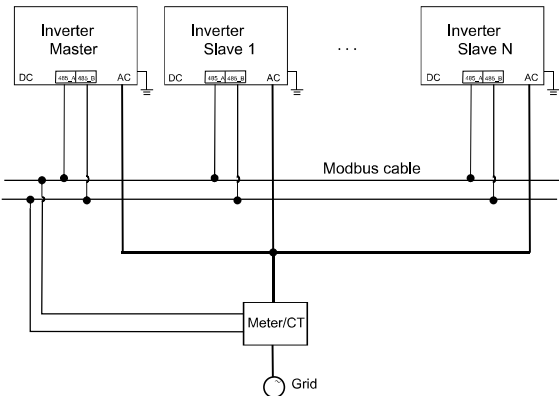 Inverter
Master
DC
485_A
485_B
AC
Inverter
Slave 1
DC
485_A
485_B
AC
. . .
Inverter
Slave N
DC
485_A
485_B
AC
Modbus cable
Meter/CT
Grid